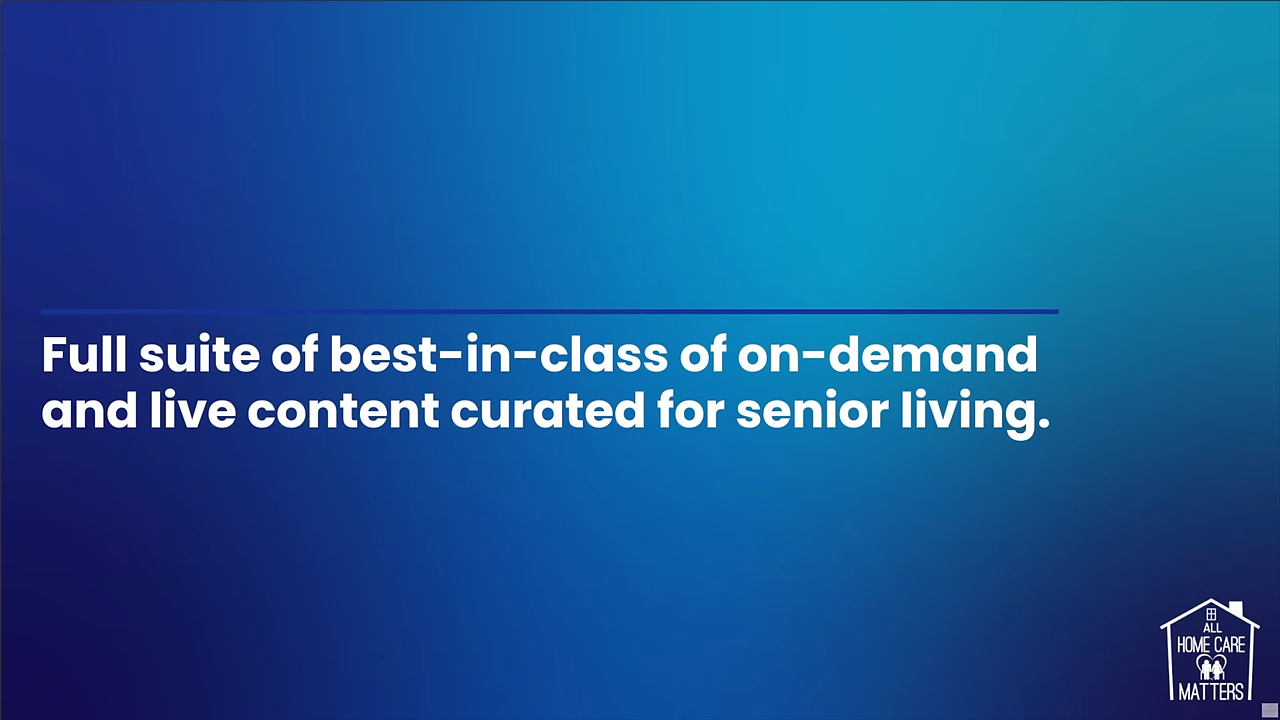 Full suite of best-in-class of on-demand
and live content curated for senior living.
ALL
HOME CARE
MATTERS